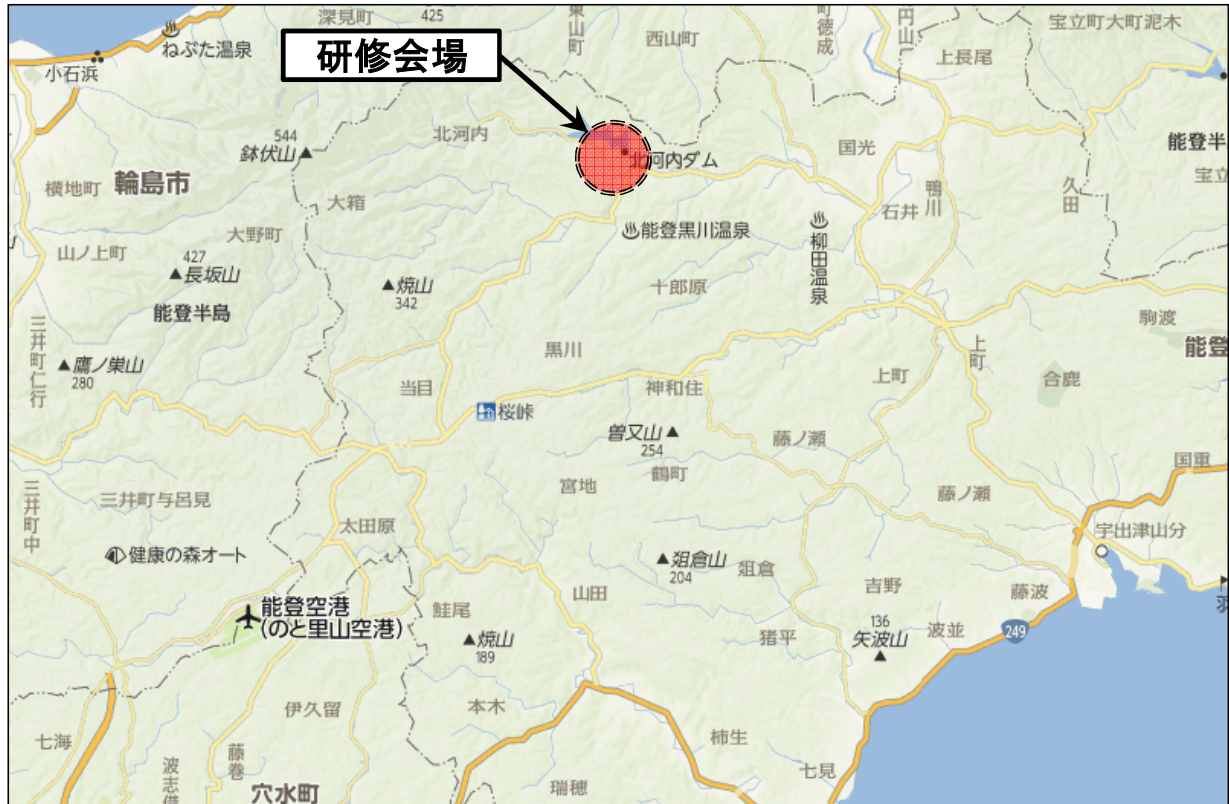 深見町
425
東山町
西山町
町徳成
円山町
宝立町大町泥木
ねぶた温泉
上長尾
小石浜
研修会場
544
鉢伏山
北河内
北河内ダム
国光
能登半
宝立
横地町
輪島市
大箱
石井
鴨川
久田
大野町
能登黒川温泉
柳田温泉
山ノ上町
427
長坂山
焼山
342
十郎原
能登半島
駒渡
三井町仁行
鷹ノ巣山
280
黒川
上町
能登
当目
神和住
上町
合鹿
桜峠
曽又山
254
藤ノ瀬
国重
鶴町
宮地
三井町中
三井町与呂見
太田原
藤ノ瀬
宇出津山分
健康の森オート
俎倉山
204
俎倉
吉野
藤波
羽
山田
能登空港
(のと里山空港)
鮭尾
焼山
189
猪平
136
矢波山
波並
249
伊久留
本木
七海
藤巻
柿生
七見
波志借
穴水町
瑞穂